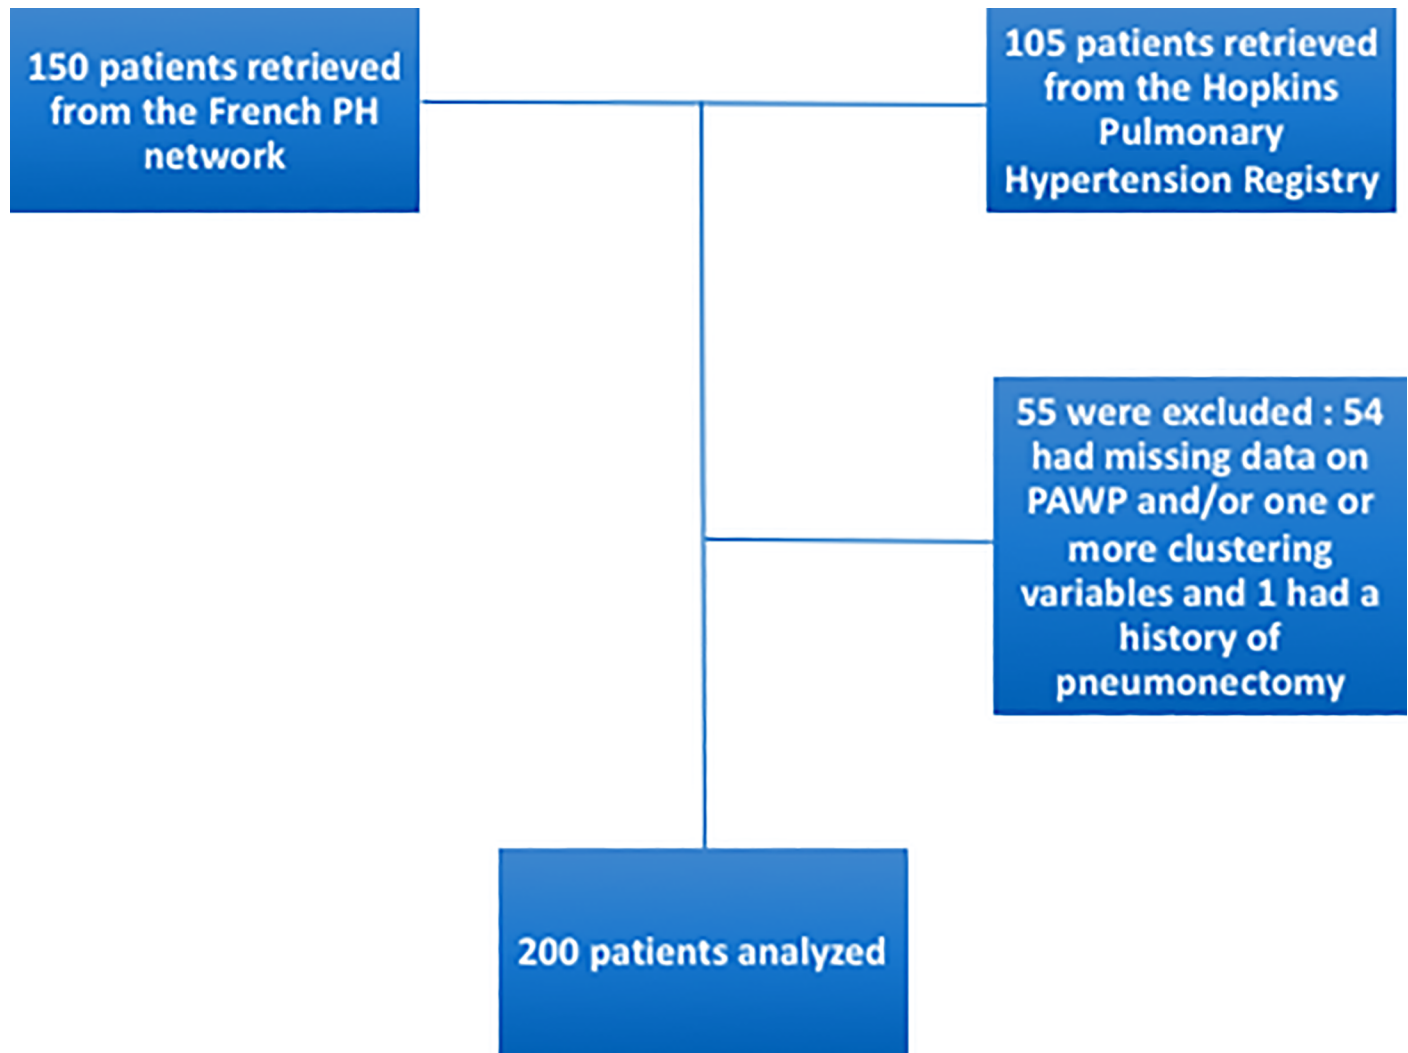 150 patients retrieved
from the French PH
network
105 patients retrieved
from the Hopkins
Pulmonary
Hypertension Registry
55 were excluded : 54
had missing data on
PAWP and/or one or
more clustering
variables and 1 had a
history of
pneumonectomy
200 patients analyzed